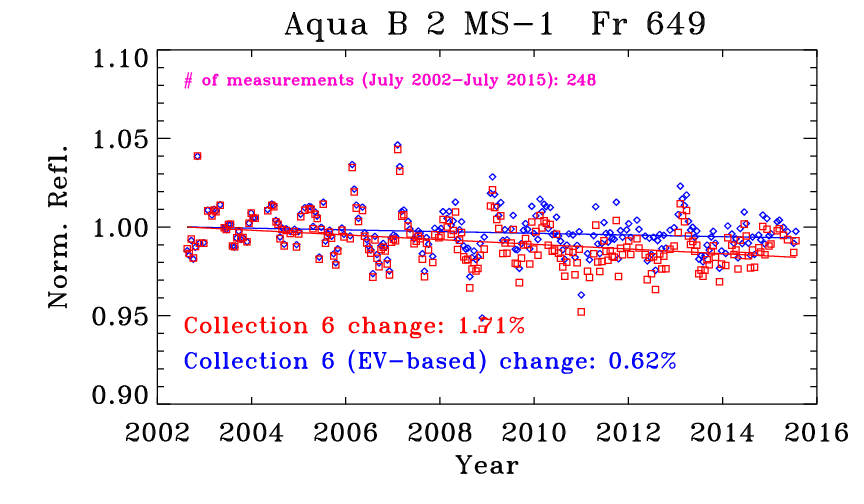 Aqua B 2 MS-1 Fr 649
1.10
# of measurements (July 2002-July 2015): 248
1.05
Norm. Refl.
1.00
0.95
Collection 6 change: 1.71%
Collection 6 (EV-based) change: 0.62%
0.90
2002 2004 2006 2008 2010 2012 2014 2016
Year